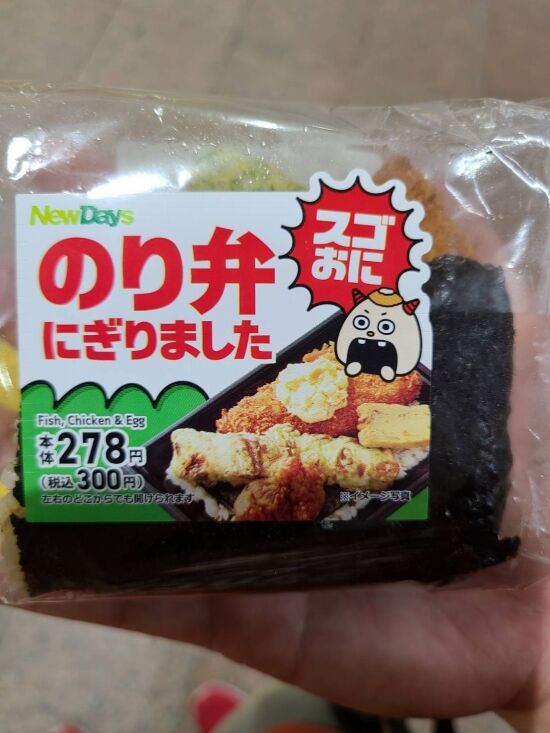 NewDays
スゴ
おに
のり弁
にぎりました
Fish, Chicken & Egg
本体278円
(税込300円)
左右のどこからでも開けられます
※イメージ写真